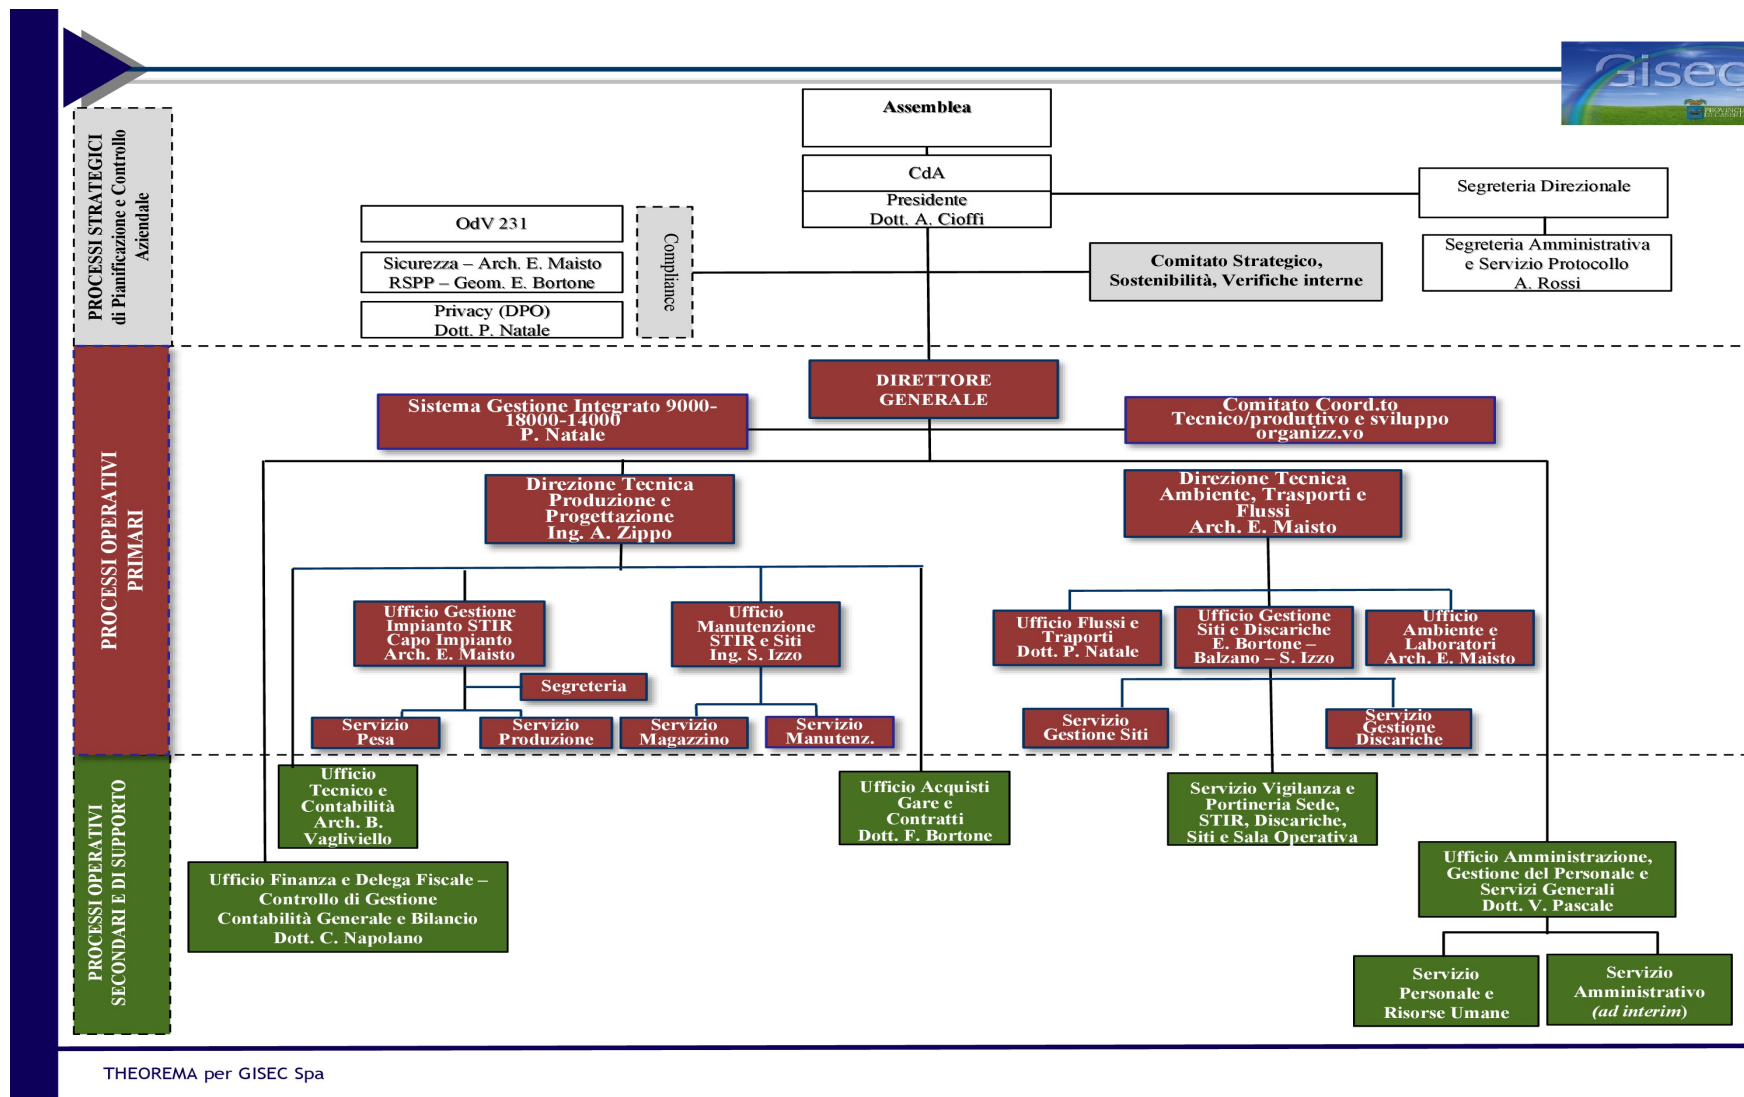 Gisec
PROVINCIA
DI CASERTA
PROCESSI STRATEGICI
di Pianificazione e Controllo
Aziendale
Assemblea
CdA
Presidente
Dott. A. Cioffi
Segreteria Direzionale
Segreteria Amministrativa
e Servizio Protocollo
A. Rossi
OdV 231
Sicurezza – Arch. E. Maisto
RSPP – Geom. E. Bortone
Privacy (DPO)
Dott. P. Natale
Compliance
Comitato Strategico,
Sostenibilità, Verifiche interne
PROCESSI OPERATIVI
PRIMARI
DIRETTORE
GENERALE
Sistema Gestione Integrato 9000-
18000-14000
P. Natale
Comitato Coord.to
Tecnico/produttivo e sviluppo
organizz.vo
Direzione Tecnica
Produzione e
Progettazione
Ing. A. Zippo
Direzione Tecnica
Ambiente, Trasporti e
Flussi
Arch. E. Maisto
Ufficio Gestione
Impianto STIR
Capo Impianto
Arch. E. Maisto
Ufficio
Manutenzione
STIR e Siti
Ing. S. Izzo
Ufficio Flussi e
Traporti
Dott. P. Natale
Ufficio Gestione
Siti e Discariche
E. Bortone –
Balzano – S. Izzo
Ufficio
Ambiente e
Laboratori
Arch. E. Maisto
Segreteria
Servizio
Pesa
Servizio
Produzione
Servizio
Magazzino
Servizio
Manutenz.
Servizio
Gestione Siti
Servizio
Gestione
Discariche
PROCESSI OPERATIVI
SECONDARI E DI SUPPORTO
Ufficio
Tecnico e
Contabilità
Arch. B.
Vagliviello
Ufficio Acquisti
Gare e
Contratti
Dott. F. Bortone
Servizio Vigilanza e
Portineria Sede,
STIR, Discariche,
Siti e Sala Operativa
Ufficio Finanza e Delega Fiscale –
Controllo di Gestione
Contabilità Generale e Bilancio
Dott. C. Napolano
Ufficio Amministrazione,
Gestione del Personale e
Servizi Generali
Dott. V. Pascale
Servizio
Personale e
Risorse Umane
Servizio
Amministrativo
(ad interim)
THEOREMA per GISEC Spa